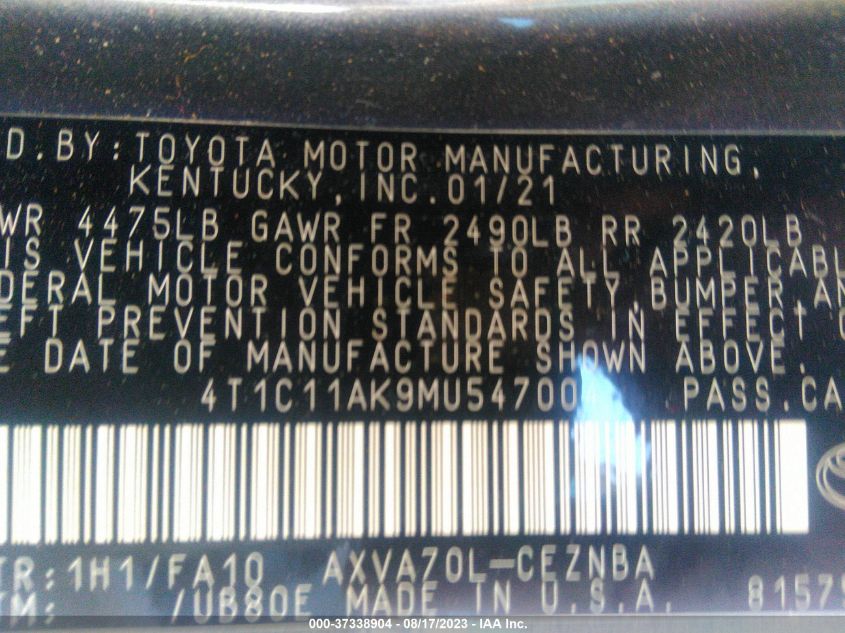 D.BY:TOYOTA MOTOR MANUFACTURING,
KENTUCKY,INC.01/21
WR 4475LB GAWR FR 2490LB RR 2420LB
IS VEHICLE CONFORMS TO ALL APPLICABL
DERAL MOTOR VEHICLE SAFETY,BUMPER,AN
EFT PREVENTION STANDARDS IN EFFECT O
E DATE OF MANUFACTURE SHOWN ABOVE.
4T1C11AK9MU547004 PASS.CA
TR:1H1/FA10 AXVA70L-CEZNBA
TM: /UB80E MADE IN U.S.A. 8157
000-37338904 - 08/17/2023 - IAA Inc.